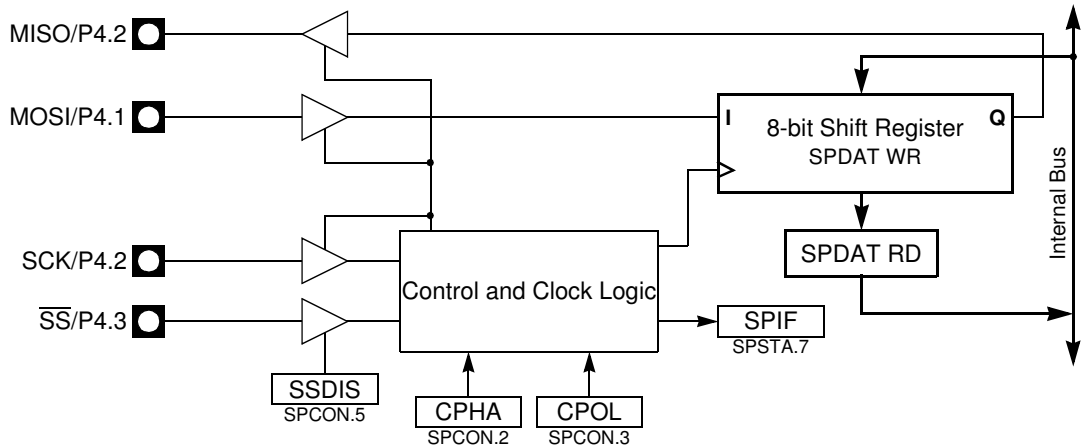 MISO/P4.2
MOSI/P4.1
I
8-bit Shift Register
Q
SPDAT WR
Internal Bus
SCK/P4.2
SPDAT RD
Control and Clock Logic
SS/P4.3
SPIF
SPSTA.7
SSDIS
SPCON.5
CPHA
SPCON.2
CPOL
SPCON.3